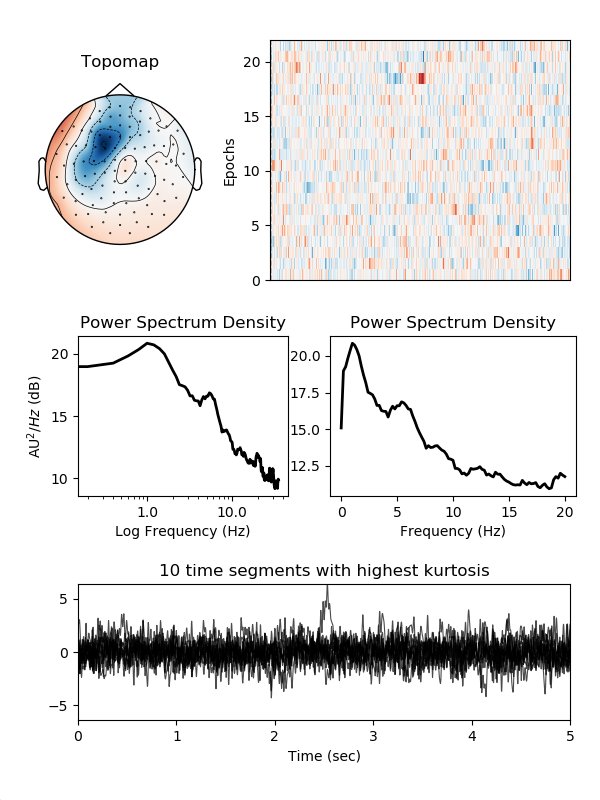 Topomap
Epochs
20
15
10
5
0
Power Spectrum Density
AU²/Hz (dB)
20
15
10
1.0 10.0
Log Frequency (Hz)
Power Spectrum Density
20.0
17.5
15.0
12.5
0 5 10 15 20
Frequency (Hz)
10 time segments with highest kurtosis
5
0
−5
0 1 2 3 4 5
Time (sec)